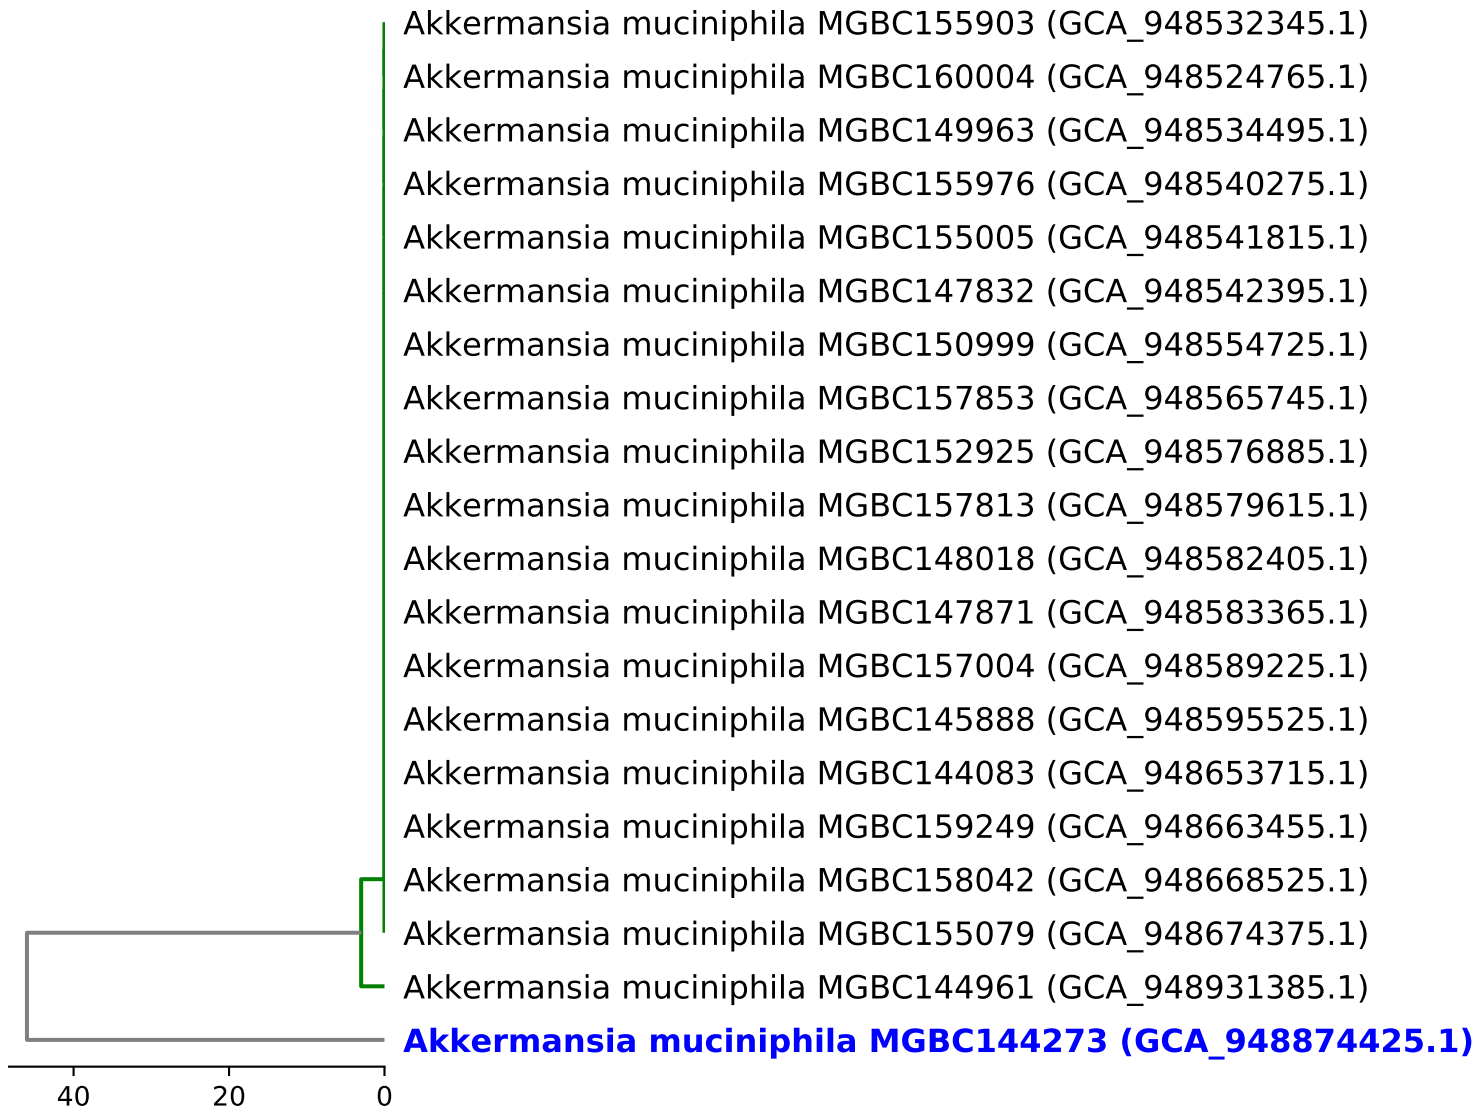 Akkermansia muciniphila MGBC155903 (GCA_948532345.1)
Akkermansia muciniphila MGBC160004 (GCA_948524765.1)
Akkermansia muciniphila MGBC149963 (GCA_948534495.1)
Akkermansia muciniphila MGBC155976 (GCA_948540275.1)
Akkermansia muciniphila MGBC155005 (GCA_948541815.1)
Akkermansia muciniphila MGBC147832 (GCA_948542395.1)
Akkermansia muciniphila MGBC150999 (GCA_948554725.1)
Akkermansia muciniphila MGBC157853 (GCA_948565745.1)
Akkermansia muciniphila MGBC152925 (GCA_948576885.1)
Akkermansia muciniphila MGBC157813 (GCA_948579615.1)
Akkermansia muciniphila MGBC148018 (GCA_948582405.1)
Akkermansia muciniphila MGBC147871 (GCA_948583365.1)
Akkermansia muciniphila MGBC157004 (GCA_948589225.1)
Akkermansia muciniphila MGBC145888 (GCA_948595525.1)
Akkermansia muciniphila MGBC144083 (GCA_948653715.1)
Akkermansia muciniphila MGBC159249 (GCA_948663455.1)
Akkermansia muciniphila MGBC158042 (GCA_948668525.1)
Akkermansia muciniphila MGBC155079 (GCA_948674375.1)
Akkermansia muciniphila MGBC144961 (GCA_948931385.1)
Akkermansia muciniphila MGBC144273 (GCA_948874425.1)
40 20 0